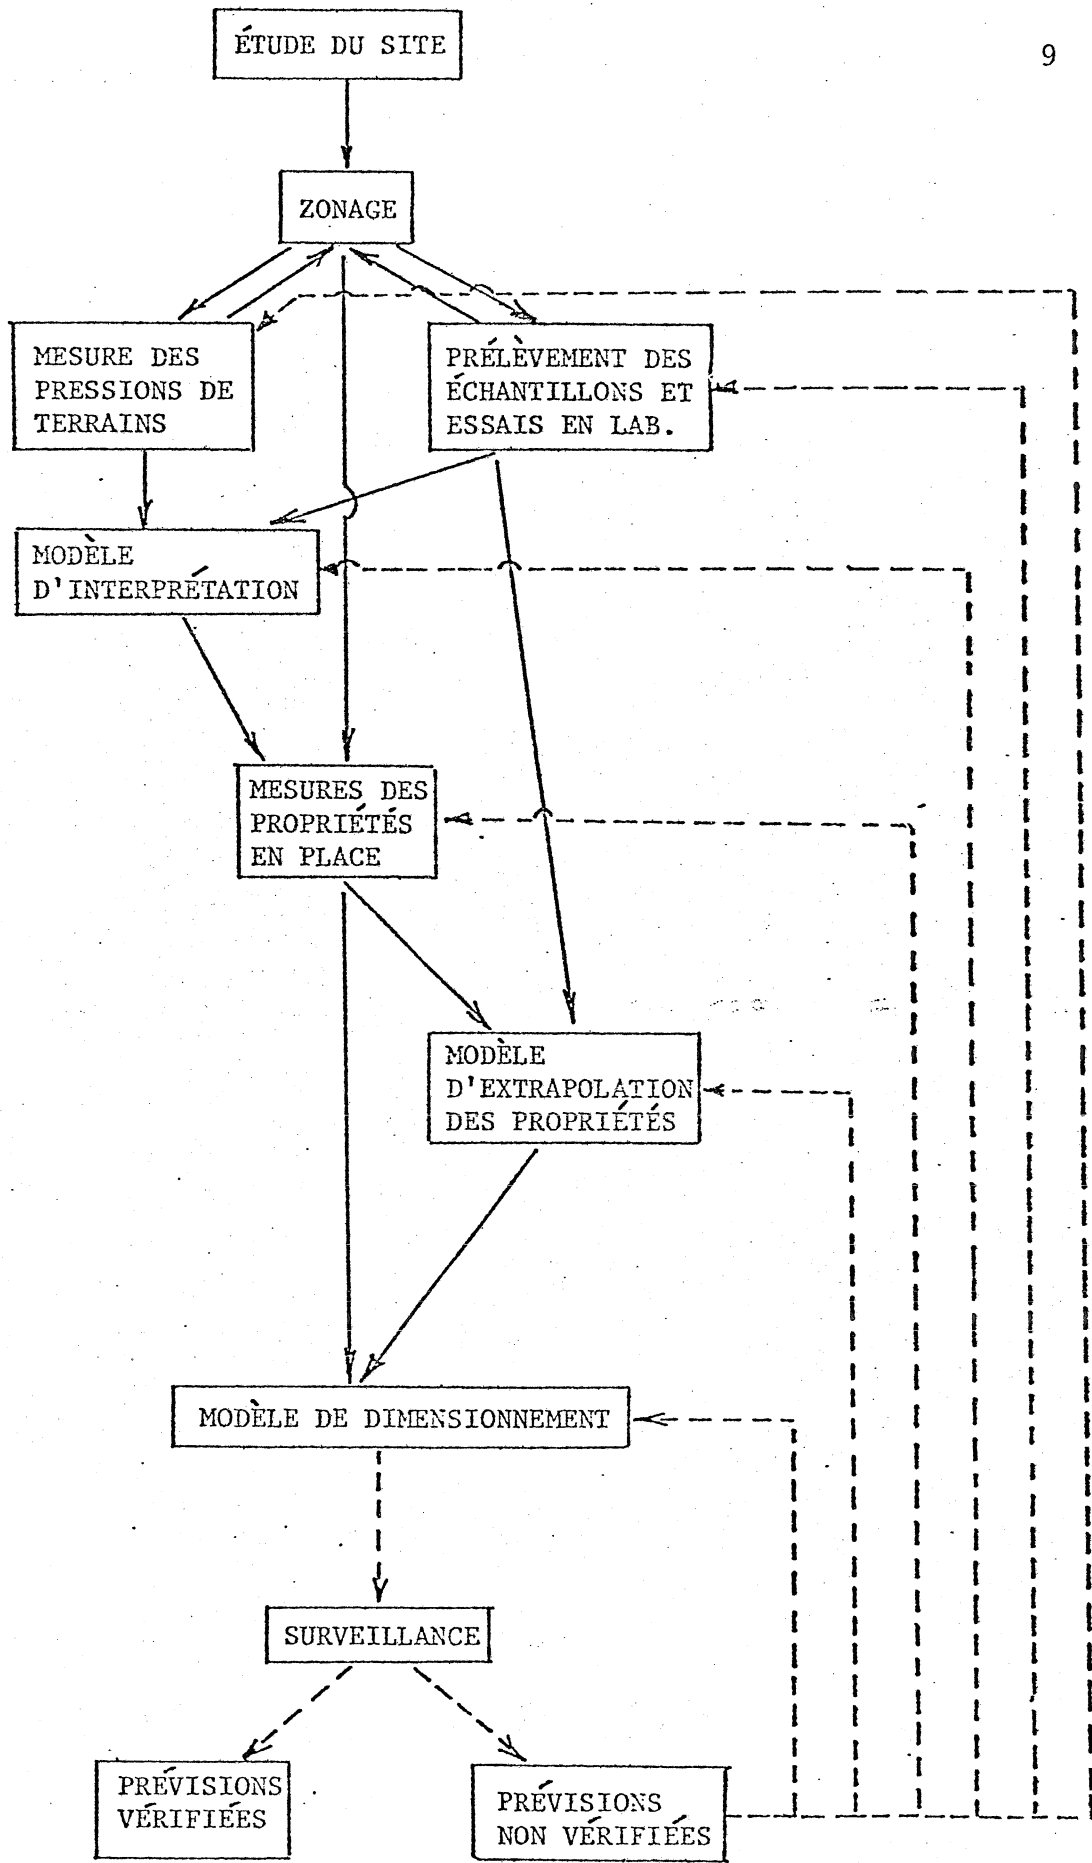 9
ÉTUDE DU SITE
ZONAGE
MESURE DES
PRESSIONS DE
TERRAINS
PRÉLÈVEMENT DES
ÉCHANTILLONS ET
ESSAIS EN LAB.
MODÈLE
D'INTERPRÉTATION
MESURES DES
PROPRIÉTÉS
EN PLACE
MODÈLE
D'EXTRAPOLATION
DES PROPRIÉTÉS
MODÈLE DE DIMENSIONNEMENT
SURVEILLANCE
PRÉVISIONS
VÉRIFIÉES
PRÉVISIONS
NON VÉRIFIÉES